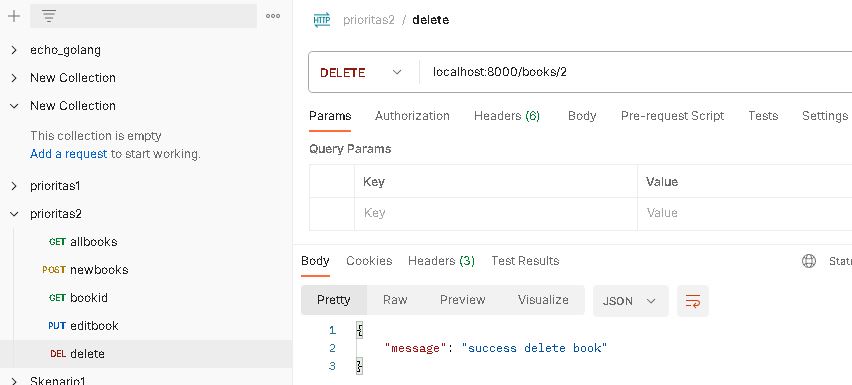 echo_golang
New Collection
New Collection
This collection is empty
Add a request to start working.
prioritas1
prioritas2
GET allbooks
POST newbooks
GET bookid
PUT editbook
DEL delete
Skenario1
HTTP prioritas2 / delete
DELETE localhost:8000/books/2
Params Authorization Headers (6) Body Pre-request Script Tests Settings
Query Params
Key Value
Key Value
Body Cookies Headers (3) Test Results Statu
Pretty Raw Preview Visualize JSON
1 {
2 "message": "success delete book"
3 }